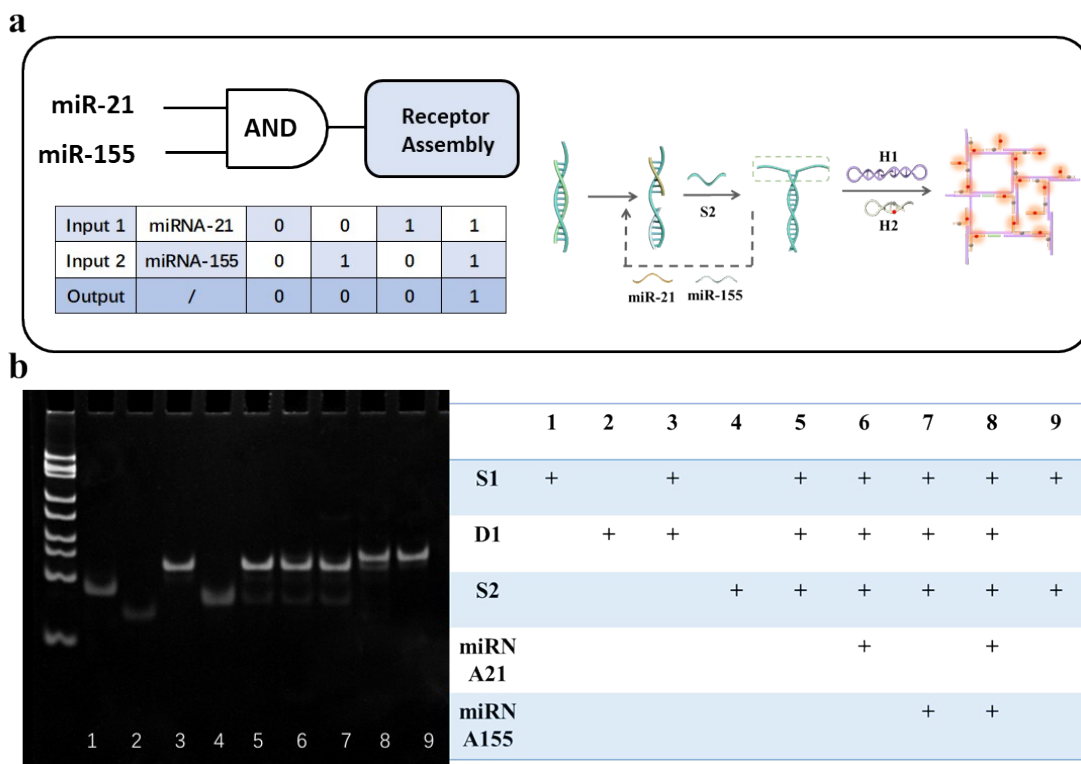 a
miR-21
miR-155
AND
Receptor
Assembly
Input 1 miRNA-21 0 0 1 1
Input 2 miRNA-155 0 1 0 1
Output / 0 0 0 1
S2
H1
H2
miR-21 miR-155
b
1 2 3 4 5 6 7 8 9
1 2 3 4 5 6 7 8 9
S1 + + + + + + +
D1 + + + + + +
S2 + + + + + +
miRN
A21 + +
miRN
A155 + +